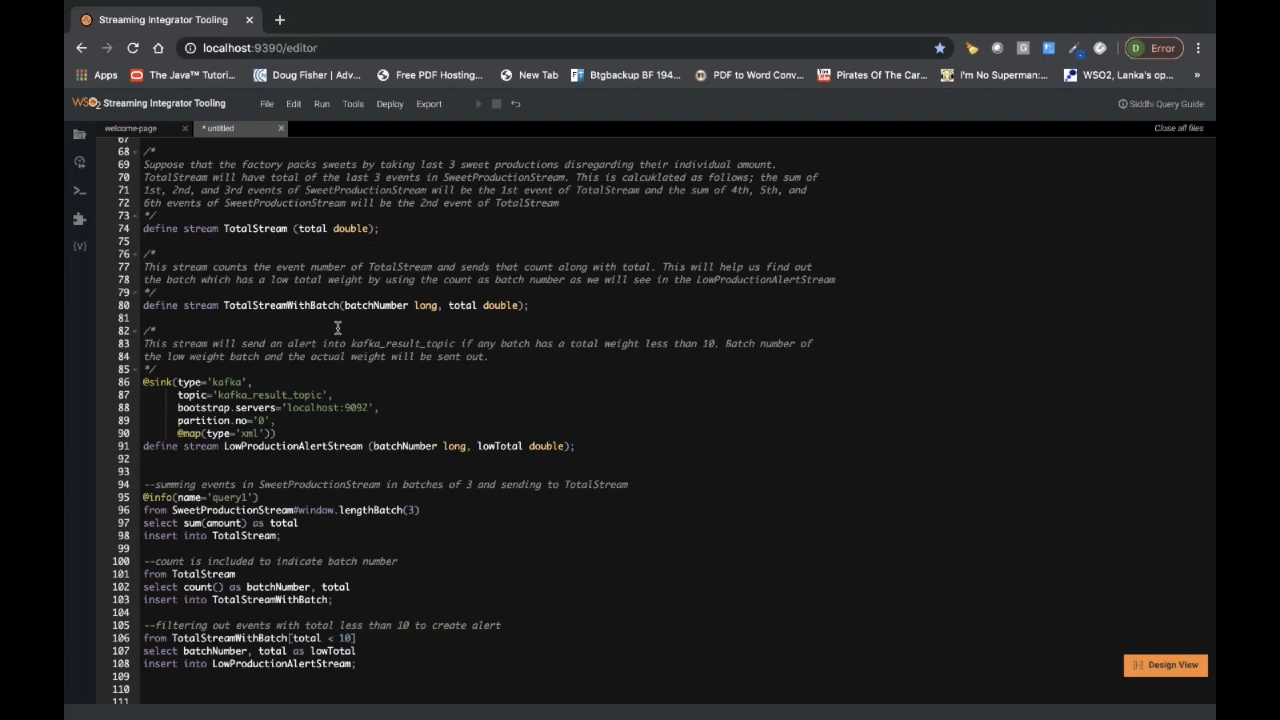 Streaming Integrator Tooling
localhost:9390/editor
D Error
Apps The Java™ Tutori... Doug Fisher | Adv... Free PDF Hosting... New Tab Btgbackup BF 194... PDF to Word Conv... Pirates Of The Car... I'm No Superman:... WSO2, Lanka's op... »
WSO2 Streaming Integrator Tooling File Edit Run Tools Deploy Export Siddhi Query Guide
welcome-page * untitled Close all files
67
68 /*
69 Suppose that the factory packs sweets by taking last 3 sweet productions disregarding their individual amount.
70 TotalStream will have total of the last 3 events in SweetProductionStream. This is calcuklated as follows; the sum of
71 1st, 2nd, and 3rd events of SweetProductionStream will be the 1st event of TotalStream and the sum of 4th, 5th, and
72 6th events of SweetProductionStream will be the 2nd event of TotalStream
73 */
74 define stream TotalStream (total double);
75
76 /*
77 This stream counts the event number of TotalStream and sends that count along with total. This will help us find out
78 the batch which has a low total weight by using the count as batch number as we will see in the LowProductionAlertStream
79 */
80 define stream TotalStreamWithBatch(batchNumber long, total double);
81
82 /*
83 This stream will send an alert into kafka_result_topic if any batch has a total weight less than 10. Batch number of
84 the low weight batch and the actual weight will be sent out.
85 */
86 @sink(type='kafka',
87 topic='kafka_result_topic',
88 bootstrap.servers='localhost:9092',
89 partition.no='0',
90 @map(type='xml'))
91 define stream LowProductionAlertStream (batchNumber long, lowTotal double);
92
93
94 --summing events in SweetProductionStream in batches of 3 and sending to TotalStream
95 @info(name='query1')
96 from SweetProductionStream#window.lengthBatch(3)
97 select sum(amount) as total
98 insert into TotalStream;
99
100 --count is included to indicate batch number
101 from TotalStream
102 select count() as batchNumber, total
103 insert into TotalStreamWithBatch;
104
105 --filtering out events with total less than 10 to create alert
106 from TotalStreamWithBatch[total < 10]
107 select batchNumber, total as lowTotal
108 insert into LowProductionAlertStream;
109
110
111
Design View